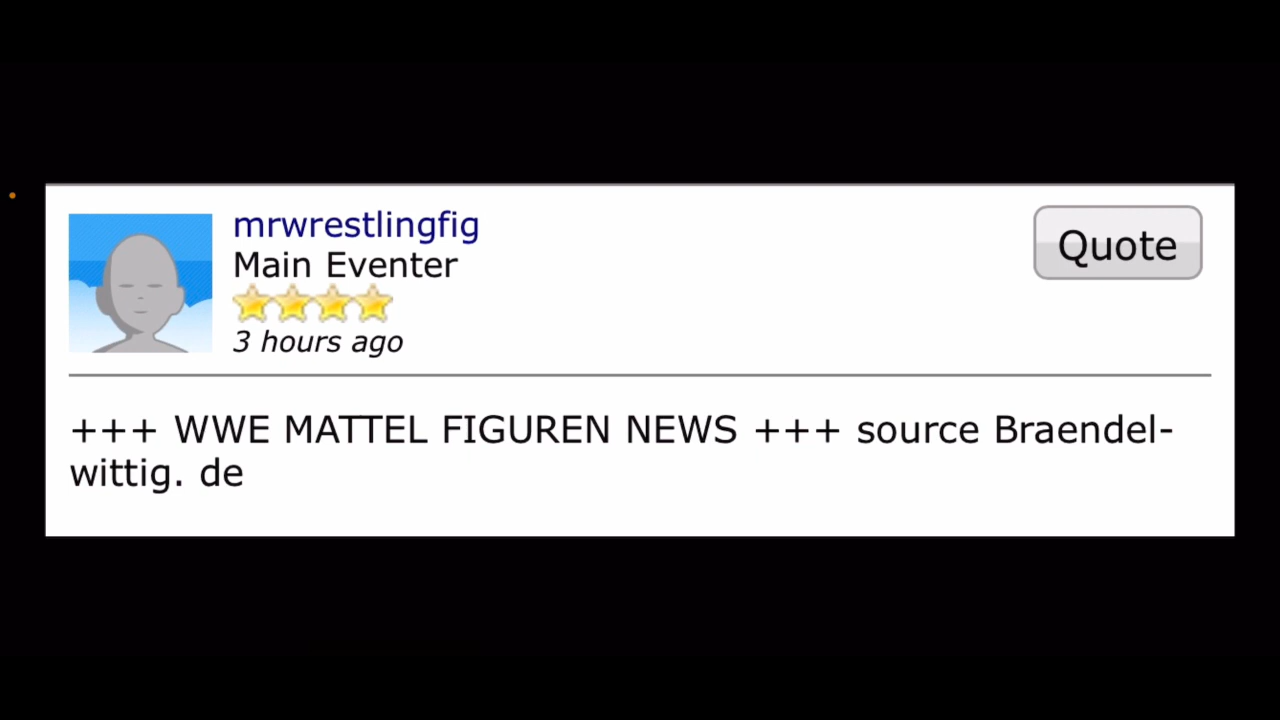 mrwrestlingfig
Quote
Main Eventer
3 hours ago
+++ WWE MATTEL FIGUREN NEWS +++ source Braendel-
wittig. de